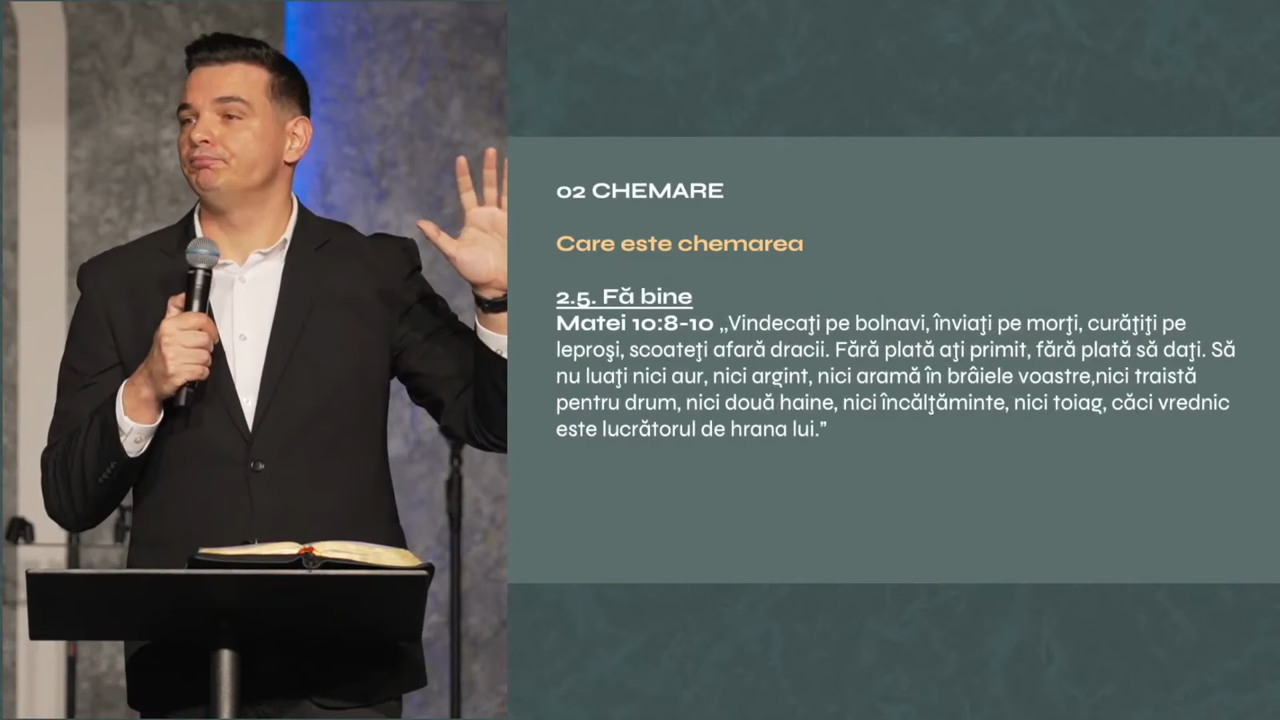 02 CHEMARE
Care este chemarea
2.5. Fă bine
Matei 10:8-10 „Vindecaţi pe bolnavi, înviaţi pe morţi, curăţiţi pe
leproşi, scoateţi afară dracii. Fără plată aţi primit, fără plată să daţi. Să
nu luaţi nici aur, nici argint, nici aramă în brâiele voastre,nici traistă
pentru drum, nici două haine, nici încălţăminte, nici toiag, căci vrednic
este lucrătorul de hrana lui.”